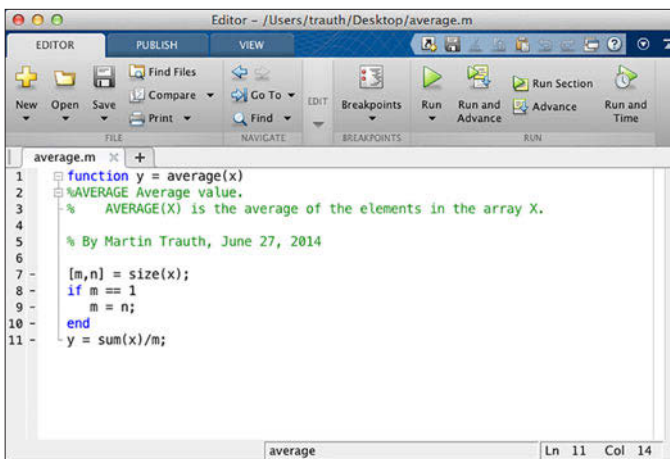 Editor - /Users/trauth/Desktop/average.m
EDITOR PUBLISH VIEW
New
Open
Save
Find Files
Compare
Print
FILE
Go To
Find
NAVIGATE
EDIT
Breakpoints
BREAKPOINTS
Run
Run and Advance
Run Section
Advance
Run and Time
RUN
average.m
1 function y = average(x)
2 %AVERAGE Average value.
3 % AVERAGE(X) is the average of the elements in the array X.
4
5 % By Martin Trauth, June 27, 2014
6
7 - [m,n] = size(x);
8 - if m == 1
9 - m = n;
10 - end
11 - y = sum(x)/m;
average Ln 11 Col 14